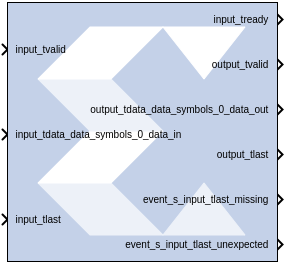 input_tready
input_tvalid
output_tvalid
output_tdata_data_symbols_0_data_out
input_tdata_data_symbols_0_data_in
output_tlast
event_s_input_tlast_missing
input_tlast
event_s_input_tlast_unexpected